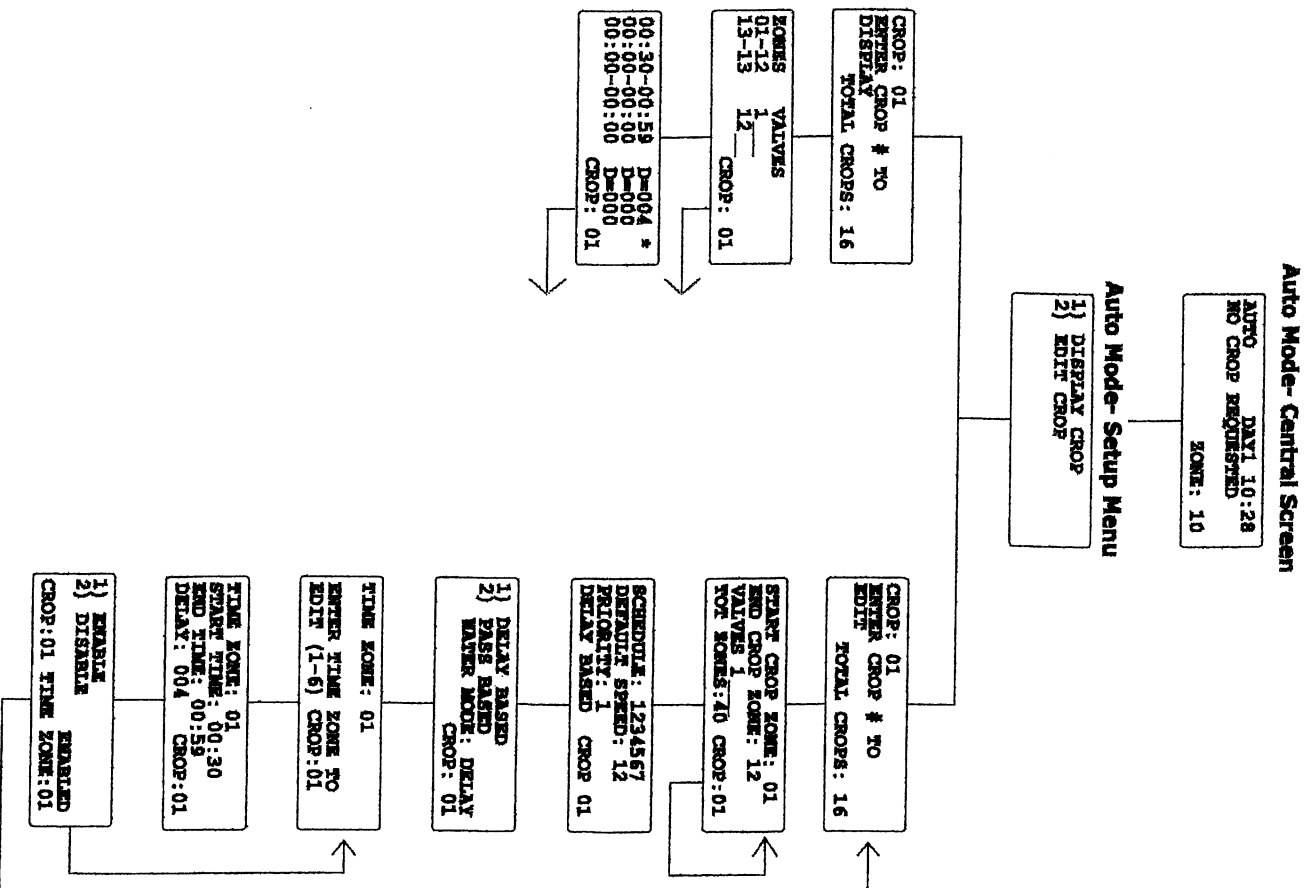 Auto Mode- Central Screen
AUTO DAY1 10:28
NO CROP REQUESTED
ZONE: 10
Auto Mode- Setup Menu
1) DISPLAY CROP
2) EDIT CROP
CROP: 01
ENTER CROP # TO
DISPLAY
TOTAL CROPS: 16
ZONES VALVES
01-12 1__
13-13 12__
CROP: 01
00:30-00:59 D=004 *
00:00-00:00 D=000
00:00-00:00 D=000
CROP: 01
CROP: 01
ENTER CROP # TO
EDIT
TOTAL CROPS: 16
START CROP ZONE: 01
END CROP ZONE: 12
VALVES 1___
TOT ZONES:40 CROP:01
SCHEDULE: 1234567
DEFAULT SPEED: 12
PRIORITY: 1
DELAY BASED CROP 01
1) DELAY BASED
2) PASS BASED
WATER MODE: DELAY
CROP: 01
TIME ZONE: 01
ENTER TIME ZONE TO
EDIT (1-6) CROP:01
TIME ZONE: 01
START TIME: 00:30
END TIME: 00:59
DELAY: 004 CROP:01
1) ENABLE
2) DISABLE
ENABLED
CROP:01 TIME ZONE:01